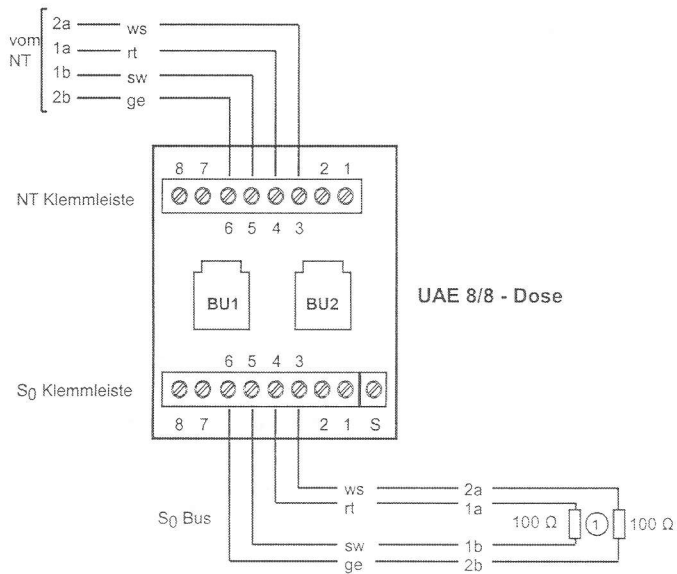 2a ws
vom 1a rt
NT 1b sw
2b ge
8 7 2 1
NT Klemmleiste
6 5 4 3
BU1 BU2 UAE 8/8 - Dose
6 5 4 3
S0 Klemmleiste
8 7 2 1 S
ws 2a
rt 1a
S0 Bus 100 Ω 1 100 Ω
sw 1b
ge 2b